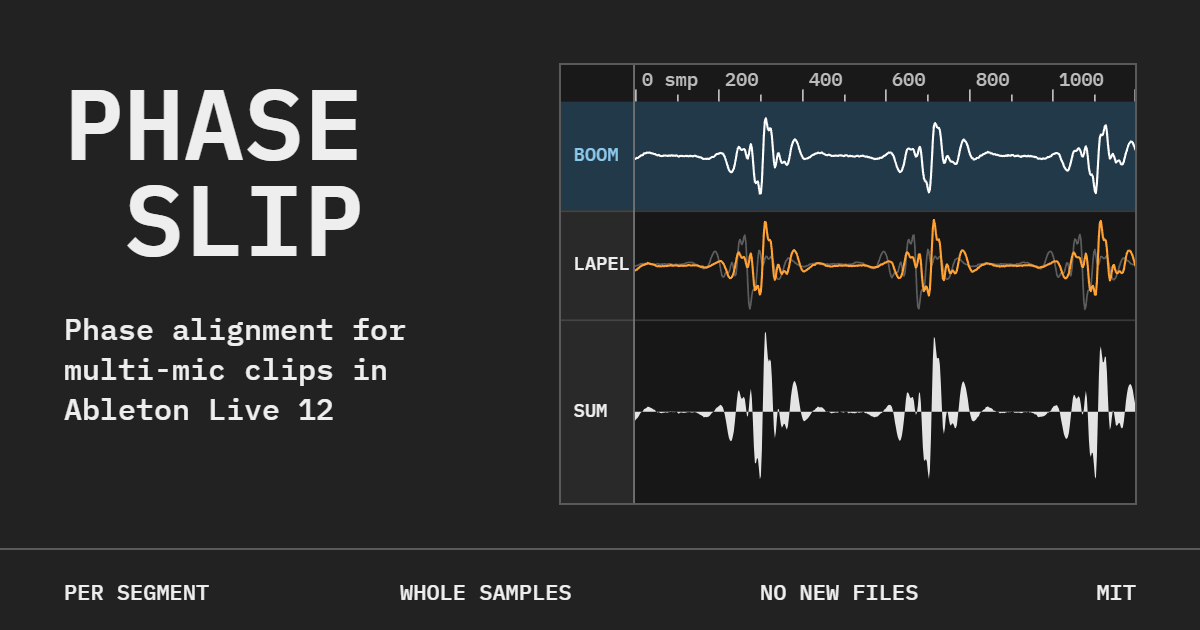 PHASE
SLIP
Phase alignment for
multi-mic clips in
Ableton Live 12
0 smp 200 400 600 800 1000
BOOM
LAPEL
SUM
PER SEGMENT WHOLE SAMPLES NO NEW FILES MIT